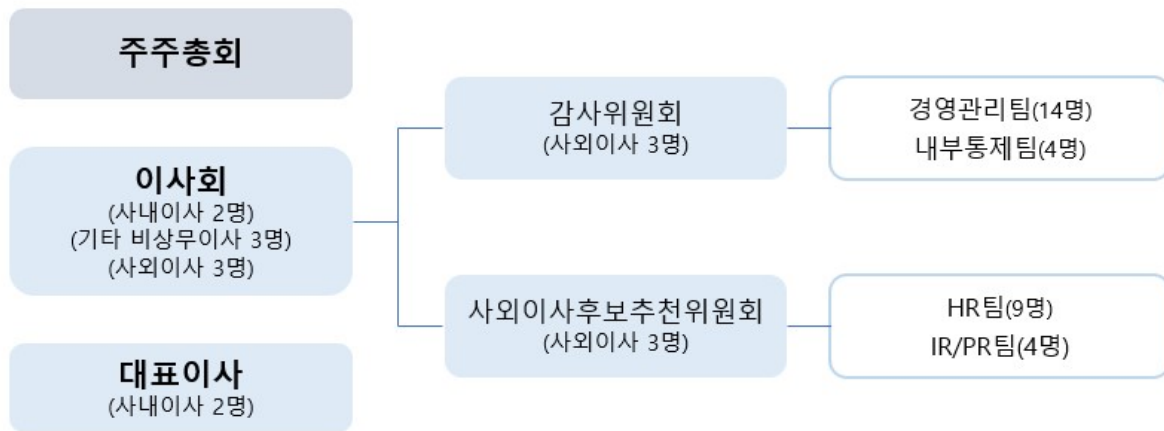 주주총회
이사회
(사내이사 2명)
(기타 비상무이사 3명)
(사외이사 3명)
대표이사
(사내이사 2명)
감사위원회
(사외이사 3명)
사외이사후보추천위원회
(사외이사 3명)
경영관리팀(14명)
내부통제팀(4명)
HR팀(9명)
IR/PR팀(4명)